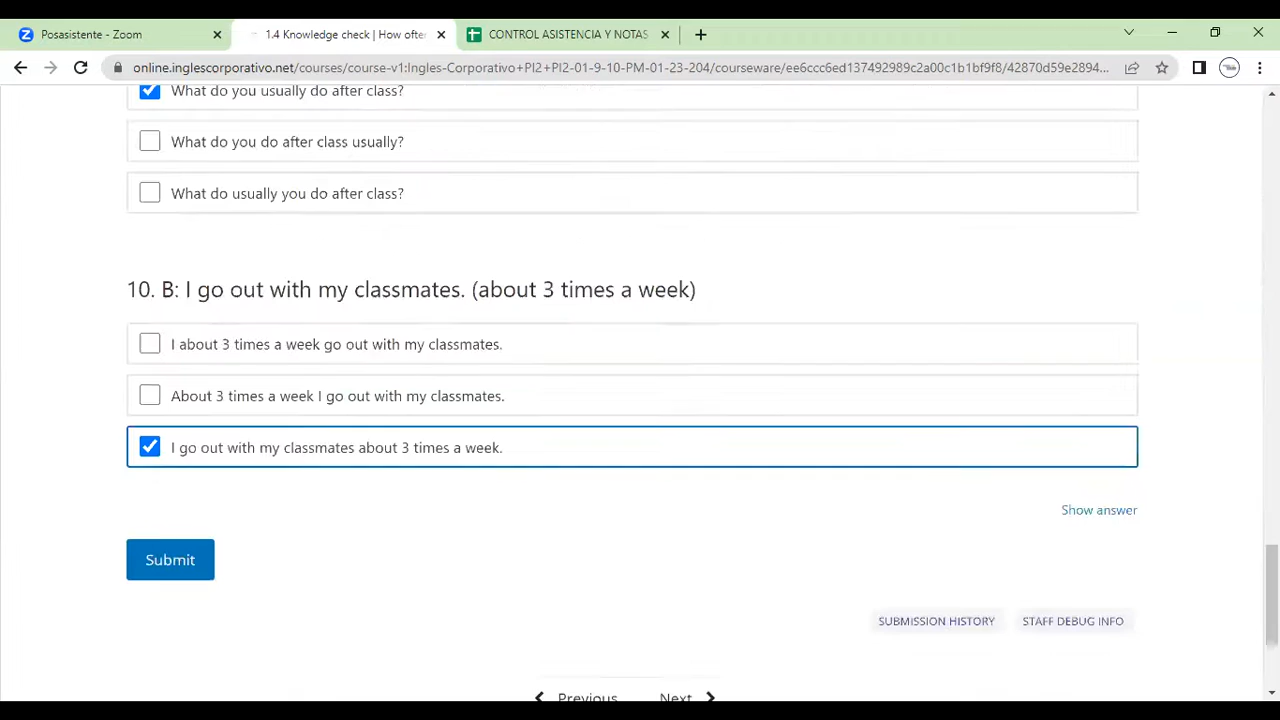 Posasistente - Zoom
1.4 Knowledge check | How ofte
CONTROL ASISTENCIA Y NOTAS
online.inglescorporativo.net/courses/course-v1:Ingles-Corporativo+PI2+PI2-01-9-10-PM-01-23-204/courseware/ee6ccc6ed137492989c2a00c1b1bf9f8/42870d59e2894...
What do you usually do after class?
What do you do after class usually?
What do usually you do after class?
10. B: I go out with my classmates. (about 3 times a week)
I about 3 times a week go out with my classmates.
About 3 times a week I go out with my classmates.
I go out with my classmates about 3 times a week.
Show answer
Submit
SUBMISSION HISTORY
STAFF DEBUG INFO
Previous
Next